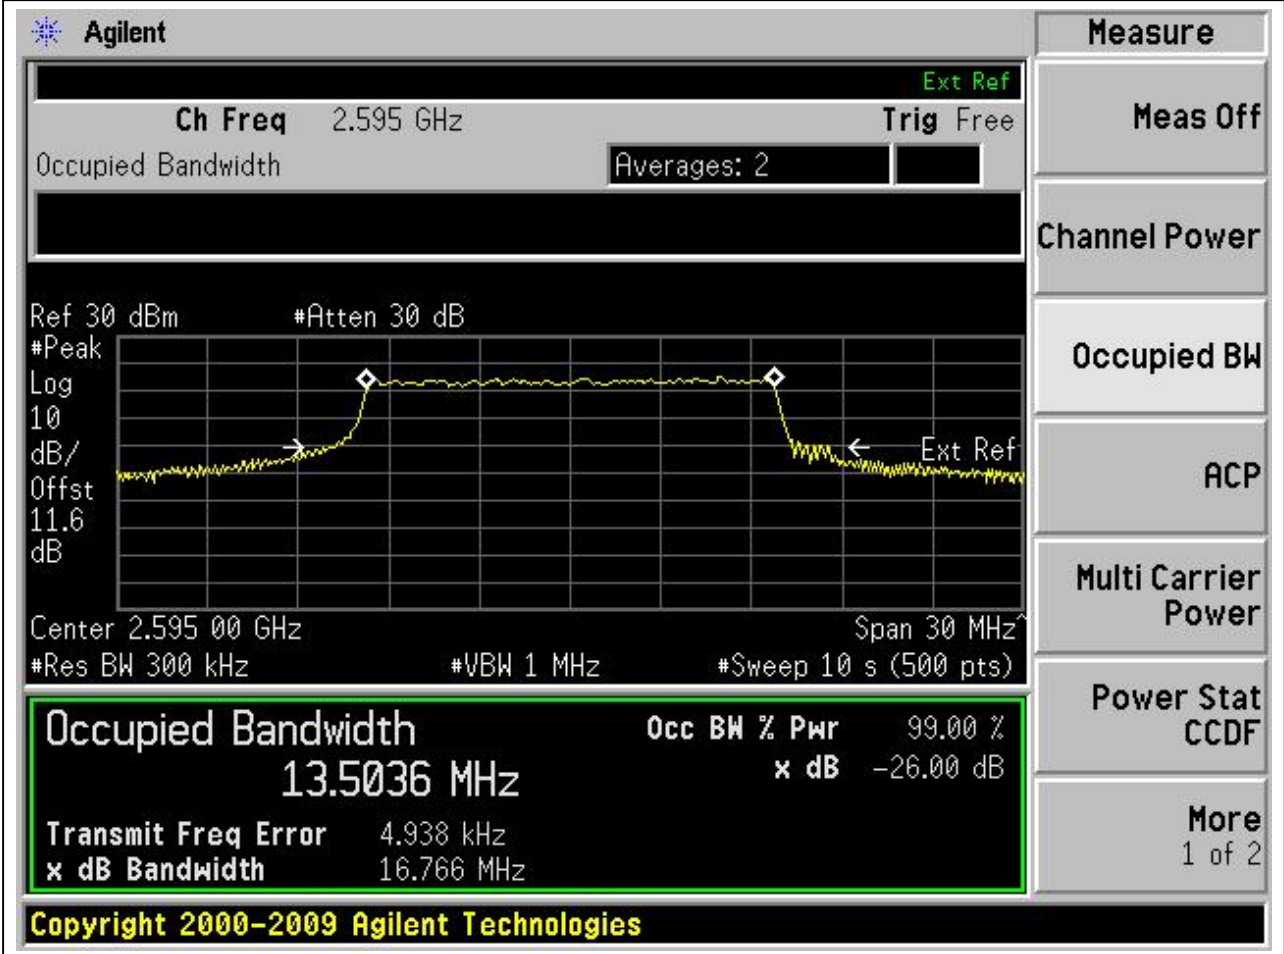 Agilent
Measure
Ext Ref
Ch Freq 2.595 GHz Trig Free
Meas Off
Occupied Bandwidth Averages: 2
Channel Power
Ref 30 dBm #Atten 30 dB
#Peak
Log
10
dB/
Offst
11.6
dB
Ext Ref
Occupied BW
ACP
Multi Carrier
Power
Center 2.595 00 GHz Span 30 MHz^
#Res BW 300 kHz #VBW 1 MHz #Sweep 10 s (500 pts)
Power Stat
CCDF
Occupied Bandwidth Occ BW % Pwr 99.00 %
13.5036 MHz x dB -26.00 dB
Transmit Freq Error 4.938 kHz
x dB Bandwidth 16.766 MHz
More
1 of 2
Copyright 2000-2009 Agilent Technologies